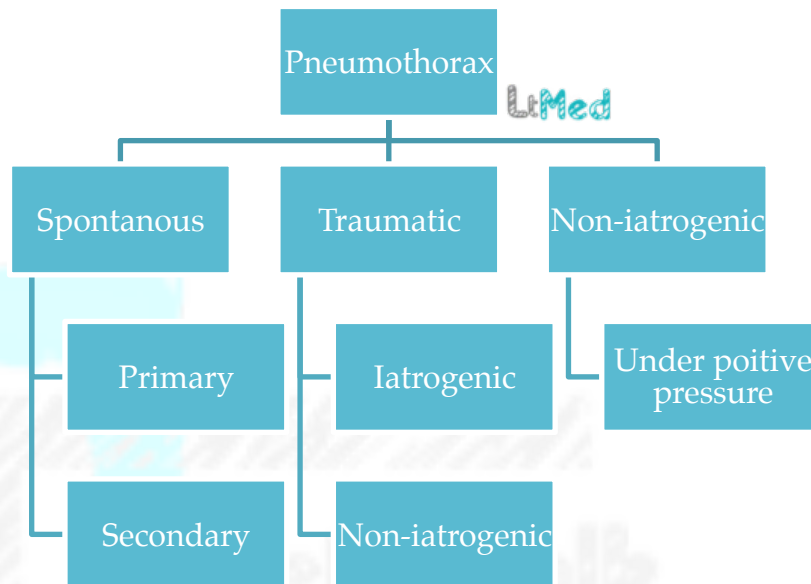 Pneumothorax
LtMed
Spontanous
Traumatic
Non-iatrogenic
Primary
Iatrogenic
Under poitive
pressure
Secondary
Non-iatrogenic